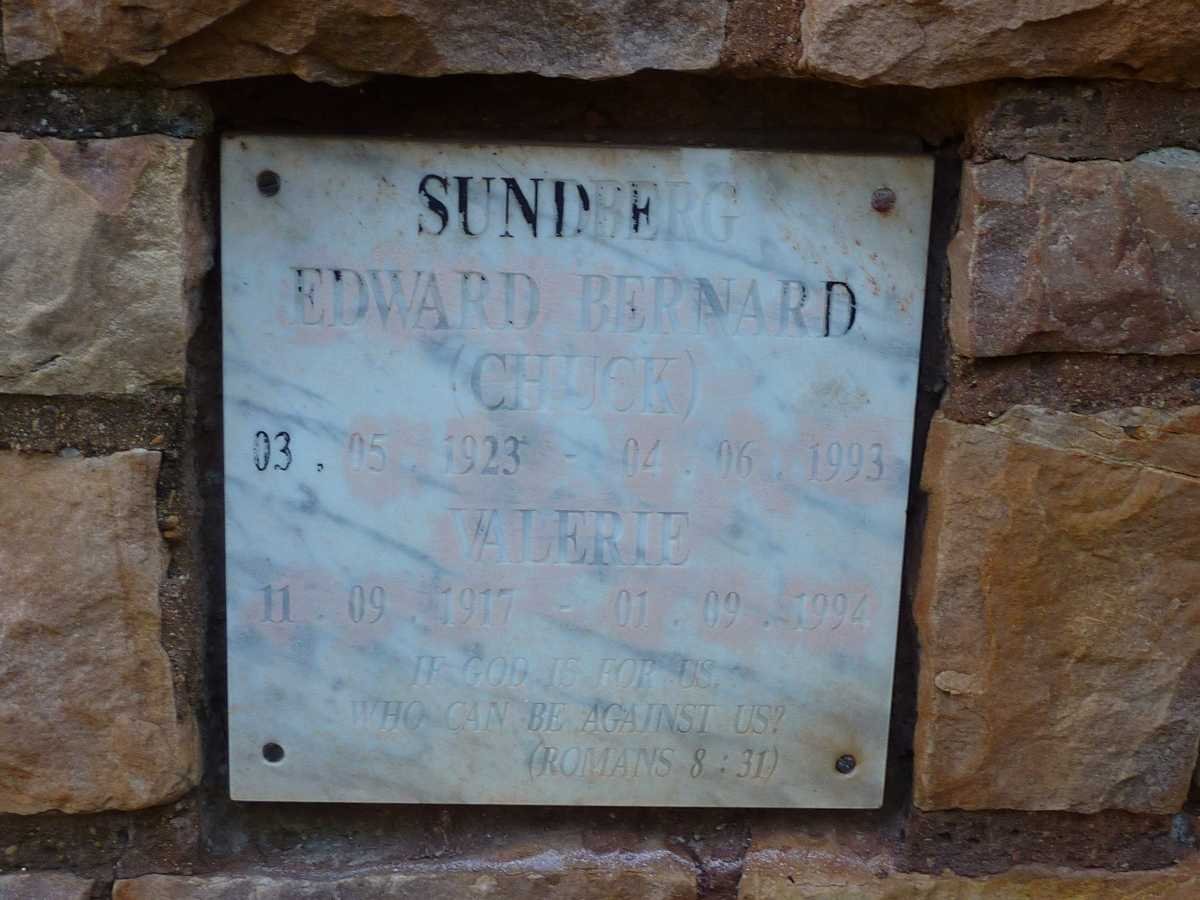 SUNDBERG
EDWARD BERNARD
(CHUCK)
03 . 05 . 1923 - 04 . 06 . 1993
VALERIE
11 . 09 . 1917 - 01 . 09 . 1994
IF GOD IS FOR US,
WHO CAN BE AGAINST US?
(ROMANS 8 : 31)